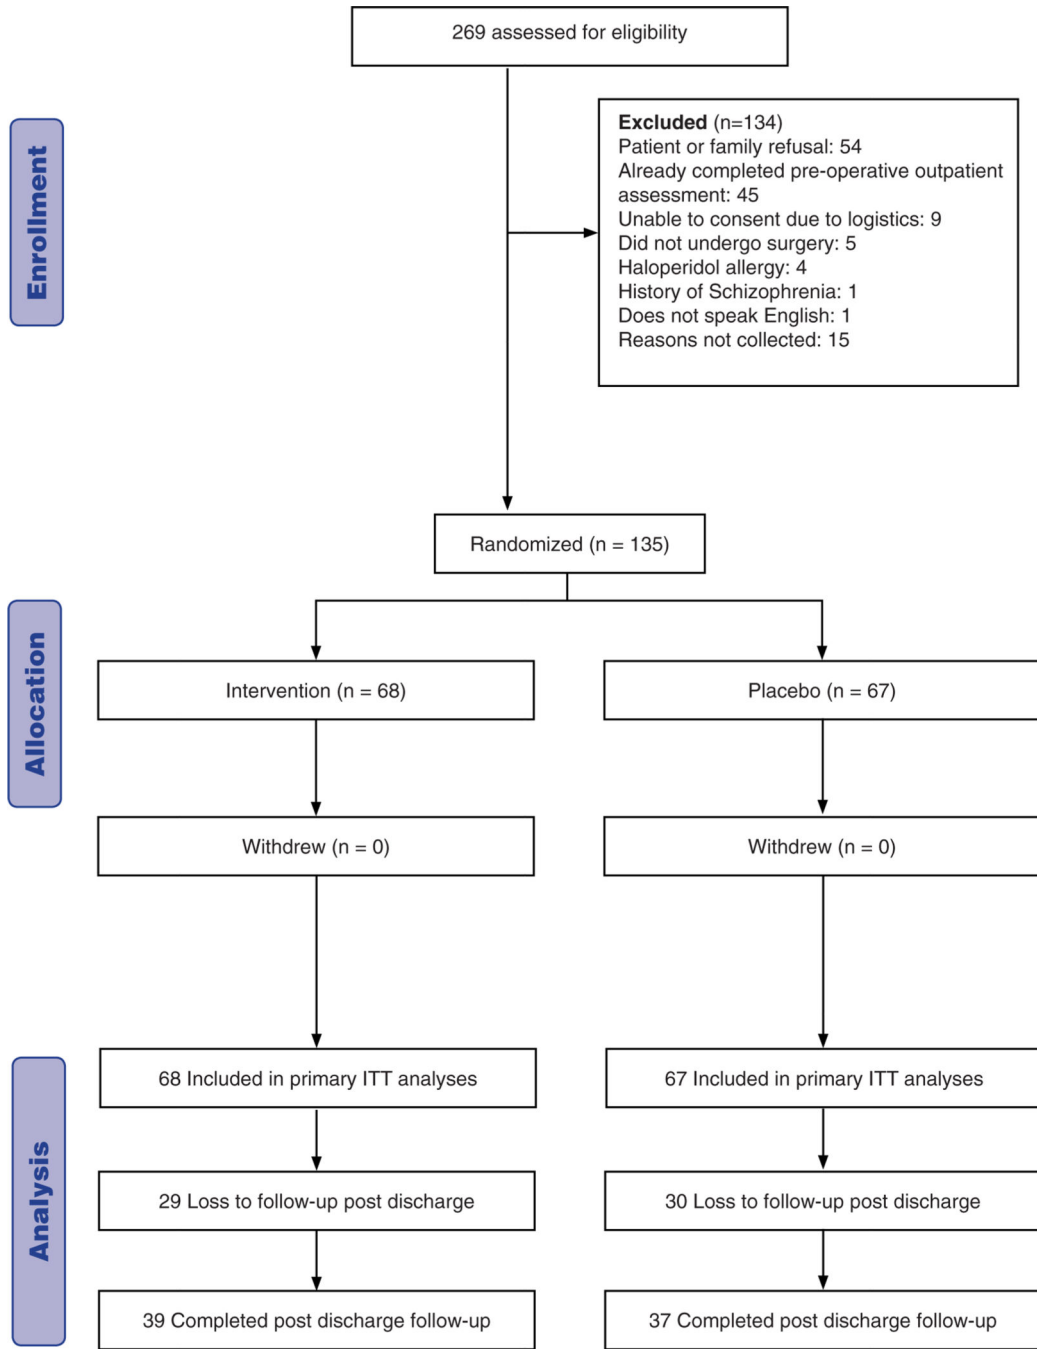 269 assessed for eligibility
Enrollment
Excluded (n=134)
Patient or family refusal: 54
Already completed pre-operative outpatient
assessment: 45
Unable to consent due to logistics: 9
Did not undergo surgery: 5
Haloperidol allergy: 4
History of Schizophrenia: 1
Does not speak English: 1
Reasons not collected: 15
Randomized (n = 135)
Allocation
Intervention (n = 68)
Placebo (n = 67)
Withdrew (n = 0)
Withdrew (n = 0)
Analysis
68 Included in primary ITT analyses
67 Included in primary ITT analyses
29 Loss to follow-up post discharge
30 Loss to follow-up post discharge
39 Completed post discharge follow-up
37 Completed post discharge follow-up